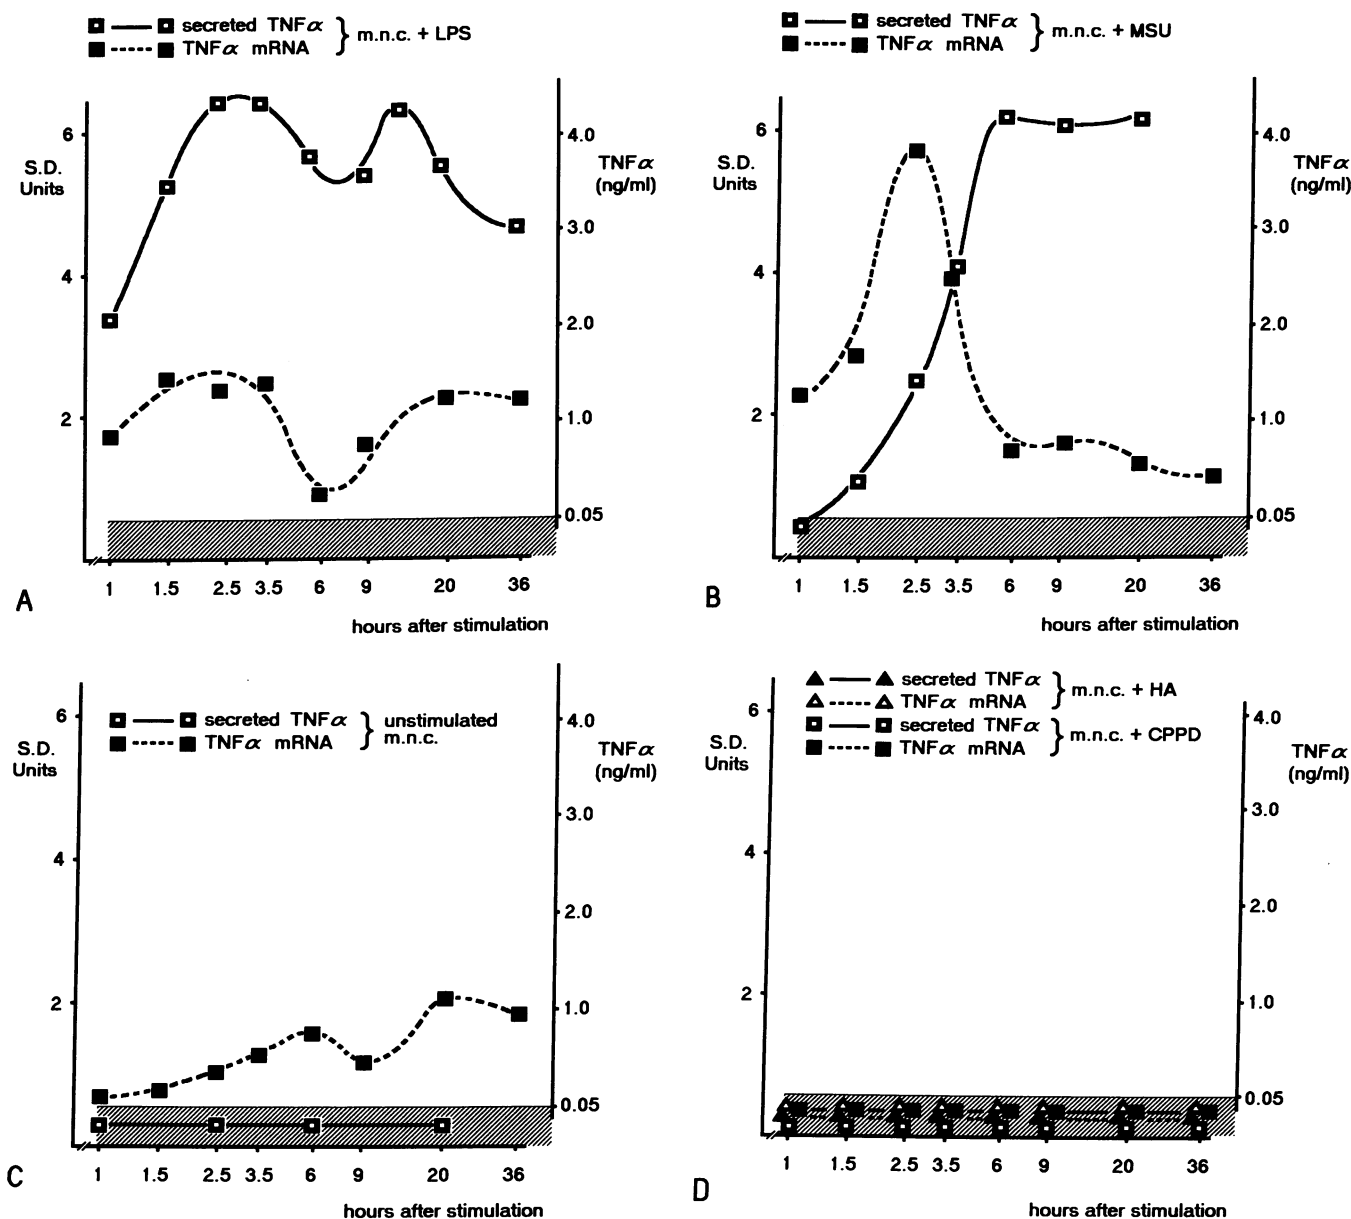 secreted TNFα
TNFα mRNA
m.n.c. + LPS
6
4
2
S.D.
Units
4.0
3.0
2.0
1.0
0.05
TNFα
(ng/ml)
1 1.5 2.5 3.5 6 9 20 36
A
hours after stimulation
secreted TNFα
TNFα mRNA
m.n.c. + MSU
6
4
2
S.D.
Units
4.0
3.0
2.0
1.0
0.05
TNFα
(ng/ml)
1 1.5 2.5 3.5 6 9 20 36
B
hours after stimulation
secreted TNFα
TNFα mRNA
unstimulated
m.n.c.
6
4
2
S.D.
Units
4.0
3.0
2.0
1.0
0.05
TNFα
(ng/ml)
1 1.5 2.5 3.5 6 9 20 36
C
hours after stimulation
secreted TNFα
TNFα mRNA
m.n.c. + HA
secreted TNFα
TNFα mRNA
m.n.c. + CPPD
6
4
2
S.D.
Units
4.0
3.0
2.0
1.0
0.05
TNFα
(ng/ml)
1 1.5 2.5 3.5 6 9 20 36
D
hours after stimulation